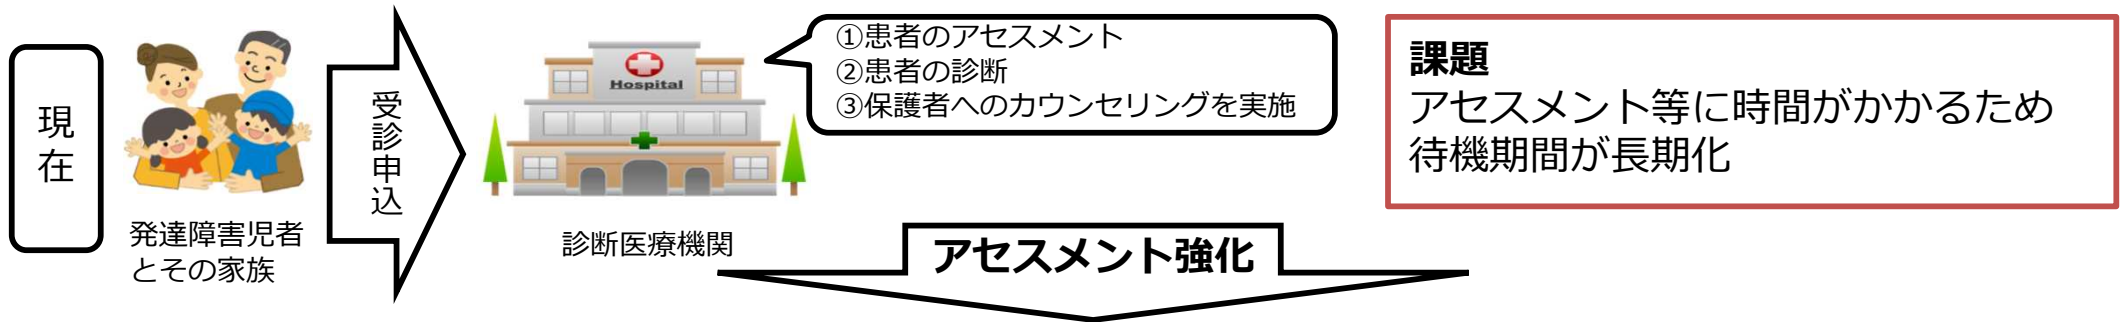 現在
発達障害児者
とその家族
受診申込
Hospital
診断医療機関
①患者のアセスメント
②患者の診断
③保護者へのカウンセリングを実施
課題
アセスメント等に時間がかかるため
待機期間が長期化
アセスメント強化